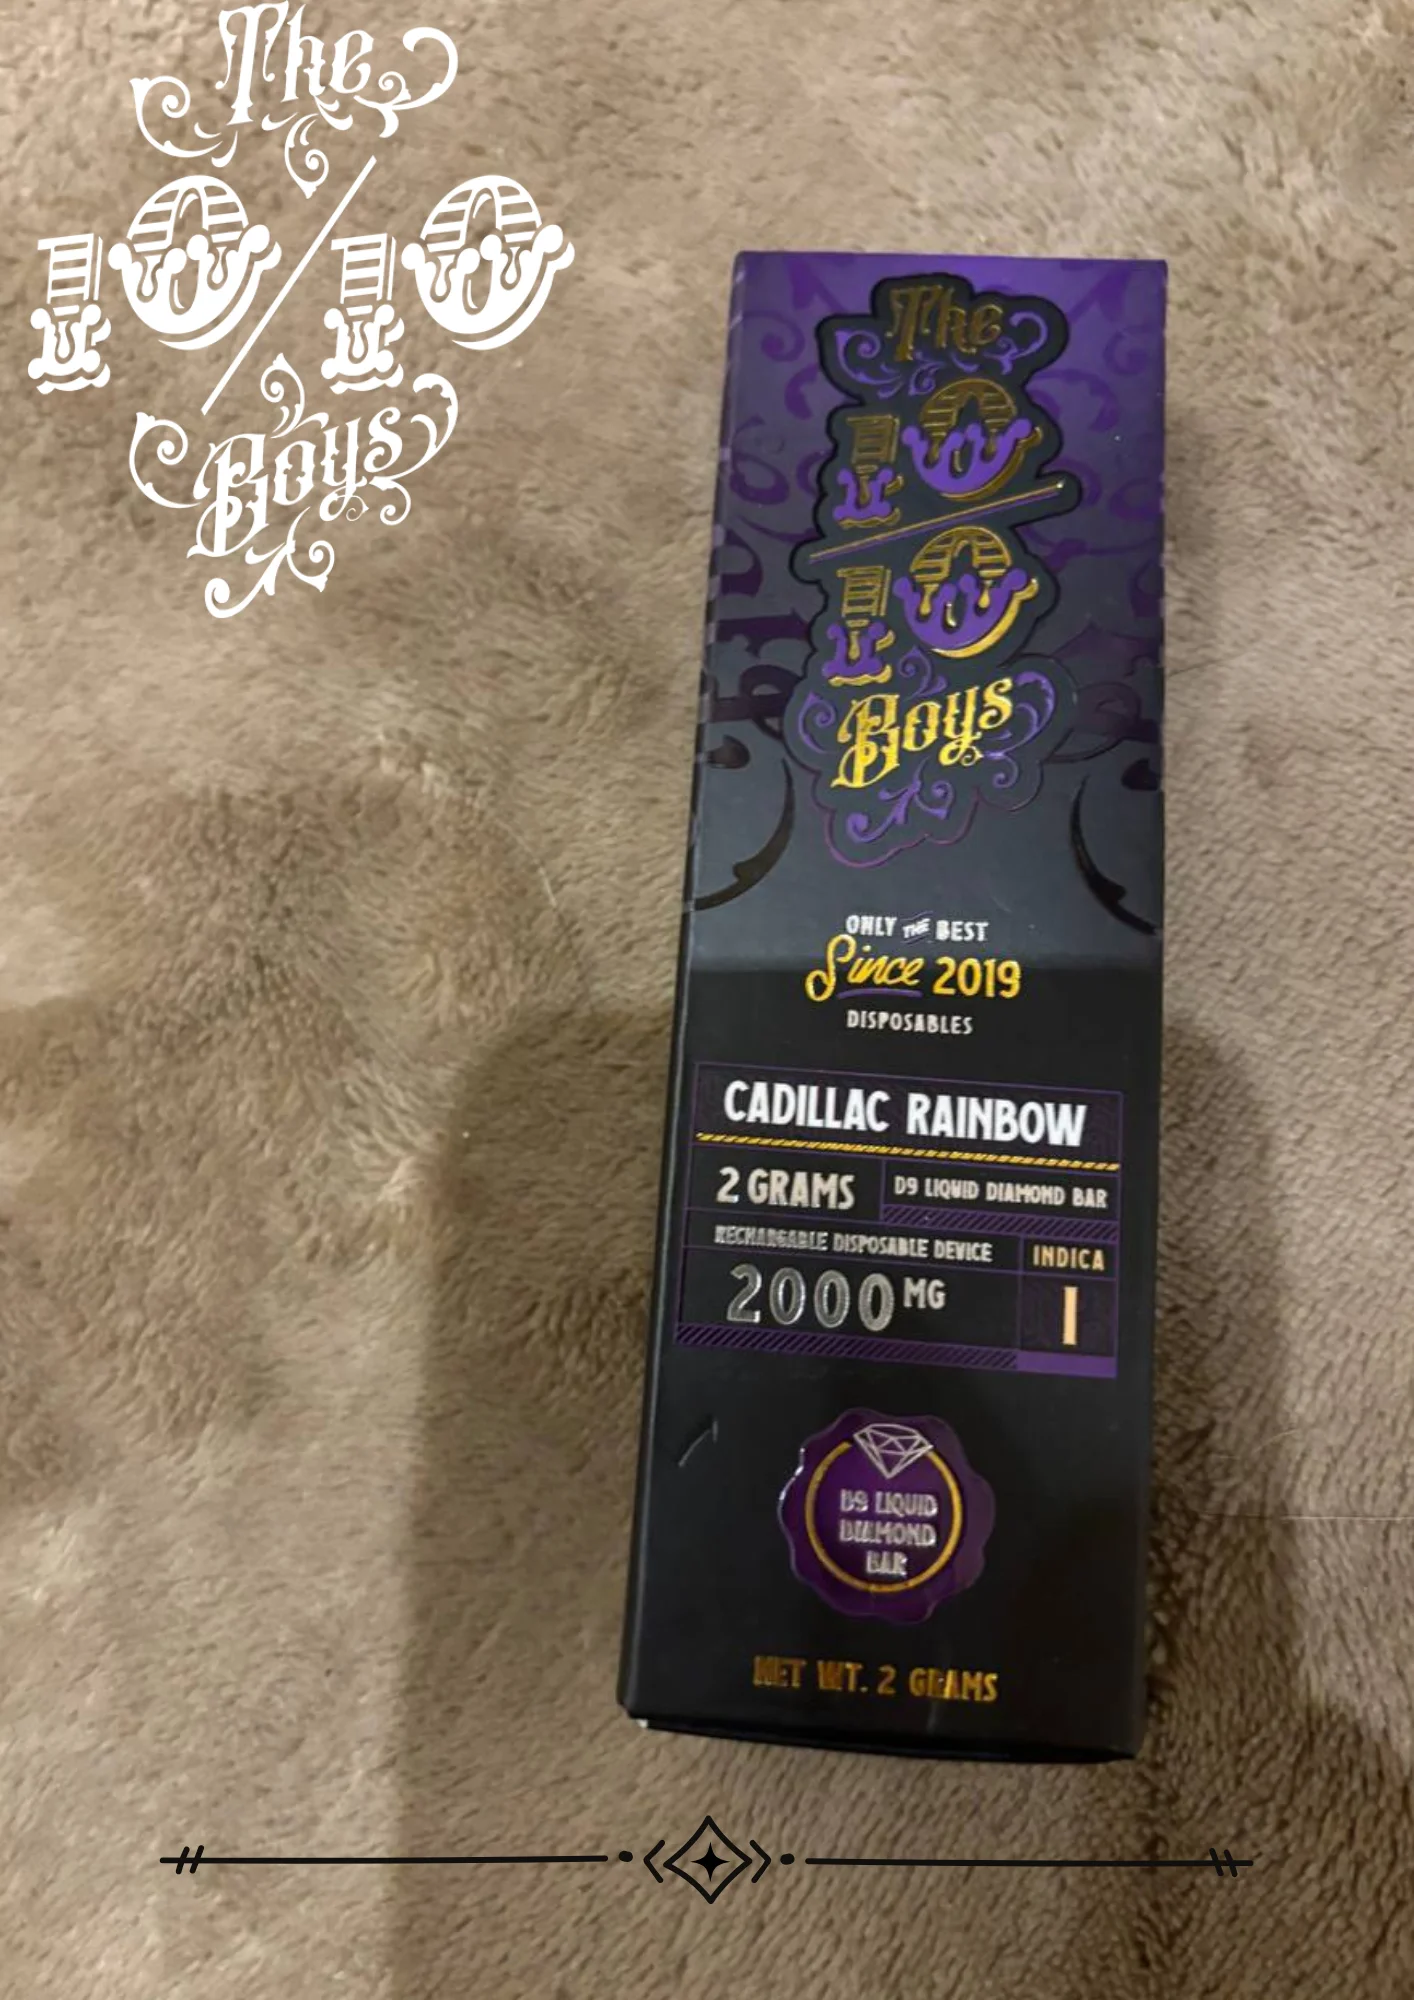 The
10/10
Boys
The
10
10
Boys
ONLY THE BEST
Since 2019
DISPOSABLES
CADILLAC RAINBOW
2 GRAMS
D9 LIQUID DIAMOND BAR
RECHARGABLE DISPOSABLE DEVICE
2000 MG
INDICA
I
D9 LIQUID
DIAMOND
BAR
NET WT. 2 GRAMS